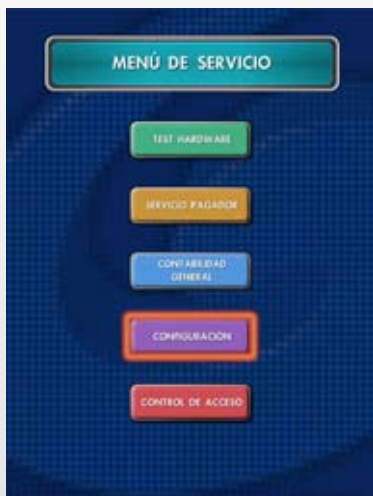 MENÚ DE SERVICIO
TEST HARDWARE
SERVICIO PAGADOR
CONTABILIDAD
GENERAL
CONFIGURACIÓN
CONTROL DE ACCESO